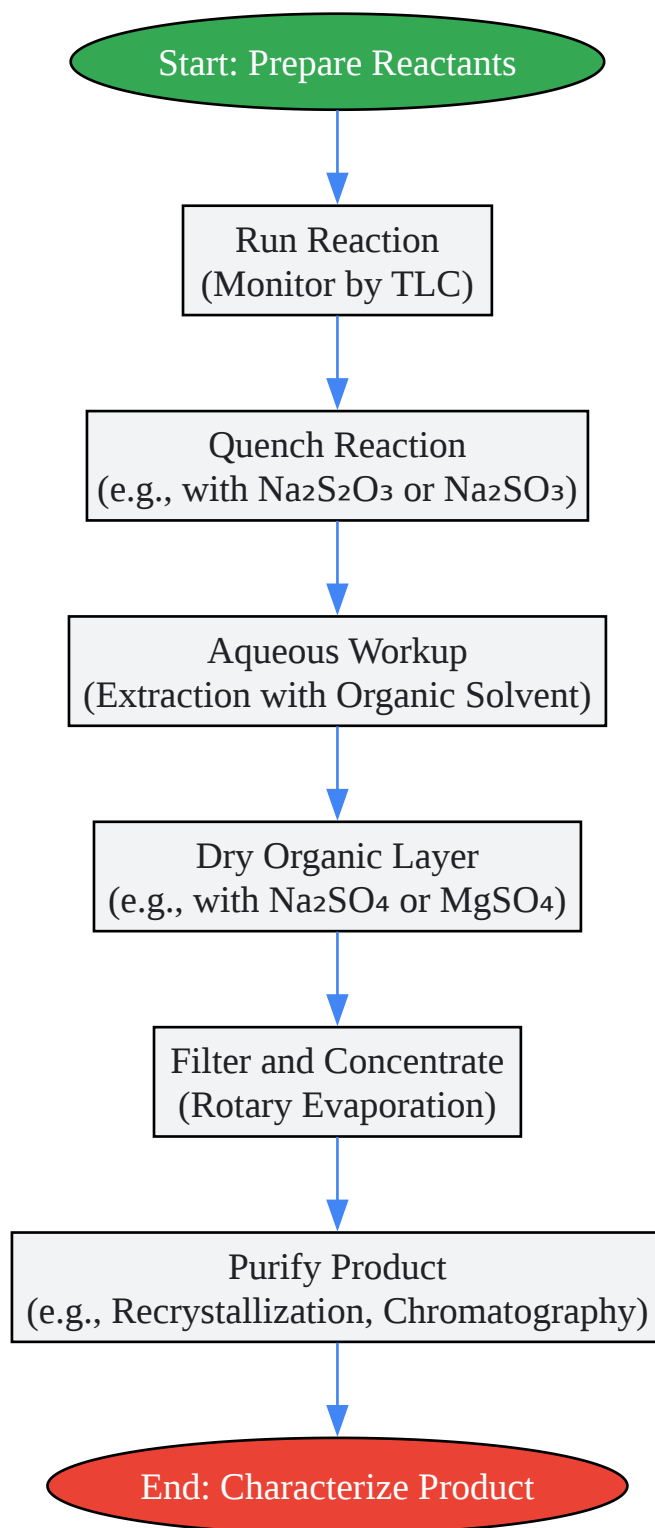 Start: Prepare Reactants
Run Reaction
(Monitor by TLC)
Quench Reaction
(e.g., with Na₂S₂O₃ or Na₂SO₃)
Aqueous Workup
(Extraction with Organic Solvent)
Dry Organic Layer
(e.g., with Na₂SO₄ or MgSO₄)
Filter and Concentrate
(Rotary Evaporation)
Purify Product
(e.g., Recrystallization, Chromatography)
End: Characterize Product